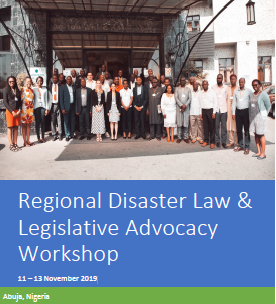 Regional Disaster Law &
Legislative Advocacy
Workshop
11 – 13 November 2019,
Abuja, Nigeria